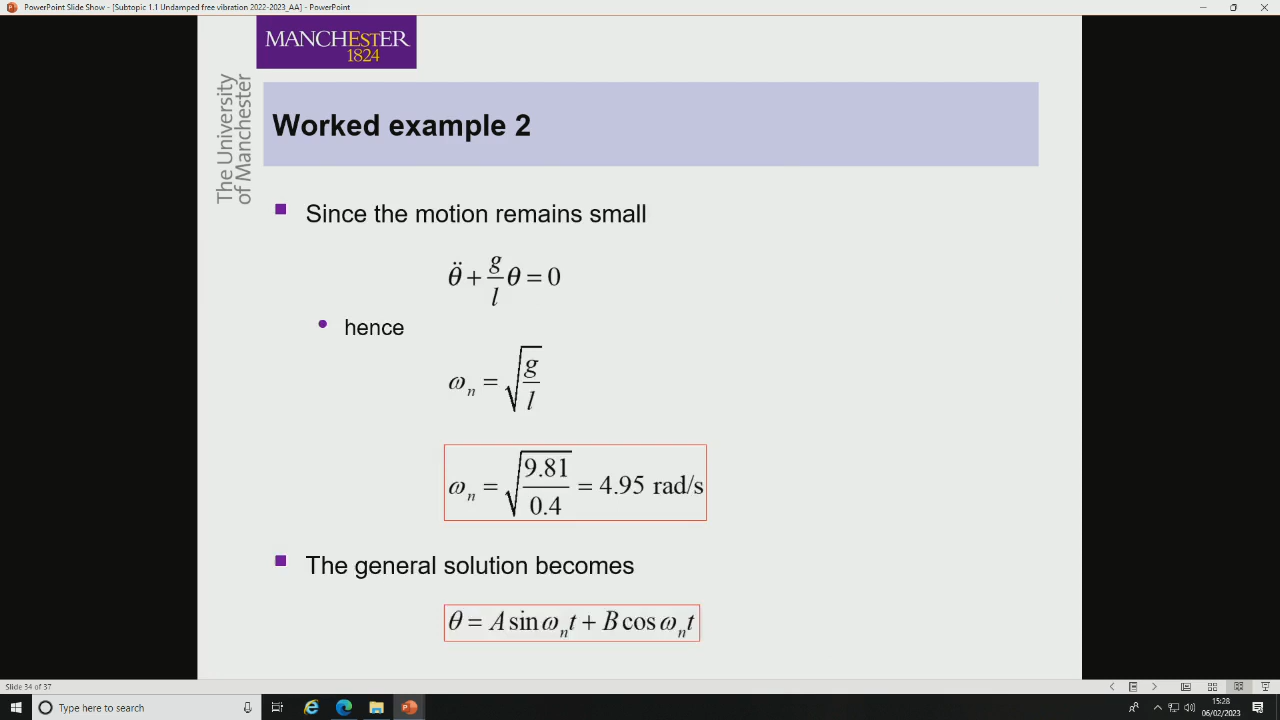 PowerPoint Slide Show - [Subtopic 1.1 Undamped free vibration 2022-2023_AA] - PowerPoint
MANCHESTER
1824
The University
of Manchester
Worked example 2
Since the motion remains small
θ̈ + g/l θ = 0
hence
ωₙ = √(g/l)
ωₙ = √(9.81/0.4) = 4.95 rad/s
The general solution becomes
θ = A sin ωₙt + B cos ωₙt
Slide 34 of 37
Type here to search
15:28
06/02/2023